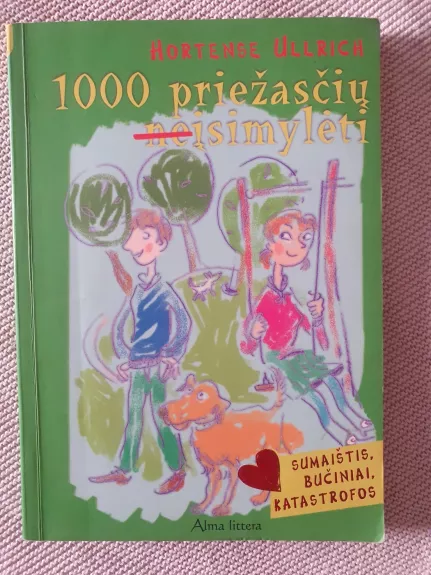 HORTENSE ULLRICH
1000 priežasčių
neįsimylėti
SUMAIŠTIS,
BUČINIAI,
KATASTROFOS
Alma littera